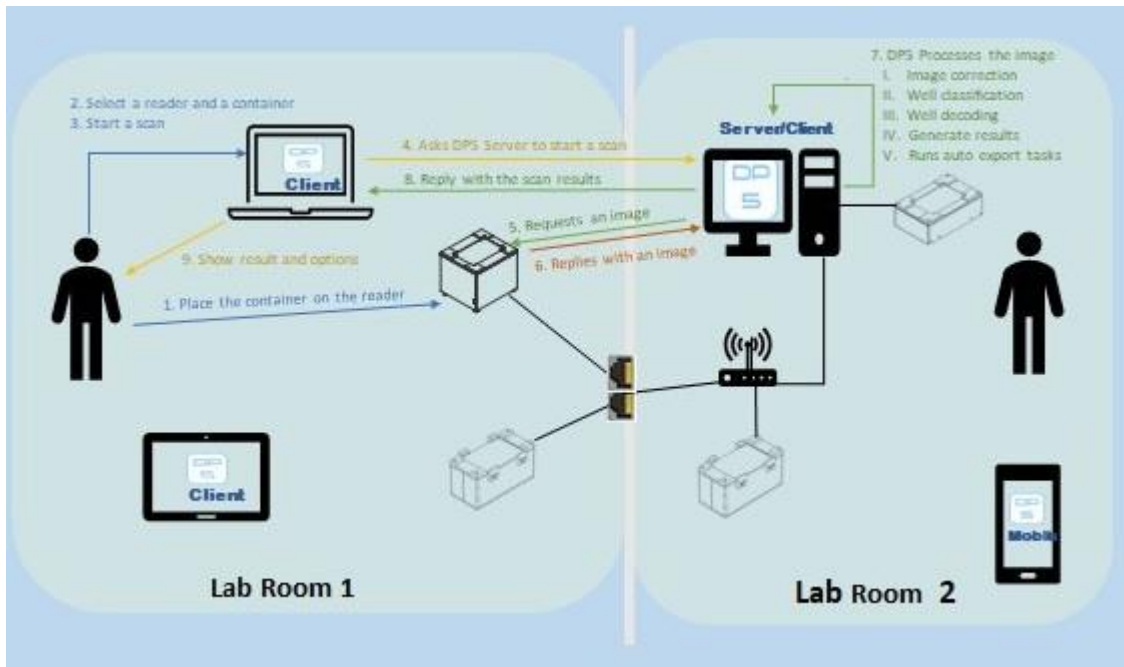 7. DPS Processes the image
I. Image correction
II. Well classification
III. Well decoding
IV. Generate results
V. Runs auto export tasks
2. Select a reader and a container
3. Start a scan
Server/Client
4. Asks DPS Server to start a scan
Client
8. Reply with the scan results
DP
S
5. Requests an image
6. Replies with an image
9. Show result and options
1. Place the container on the reader
DP
S
Client
Lab Room 1
Lab Room 2